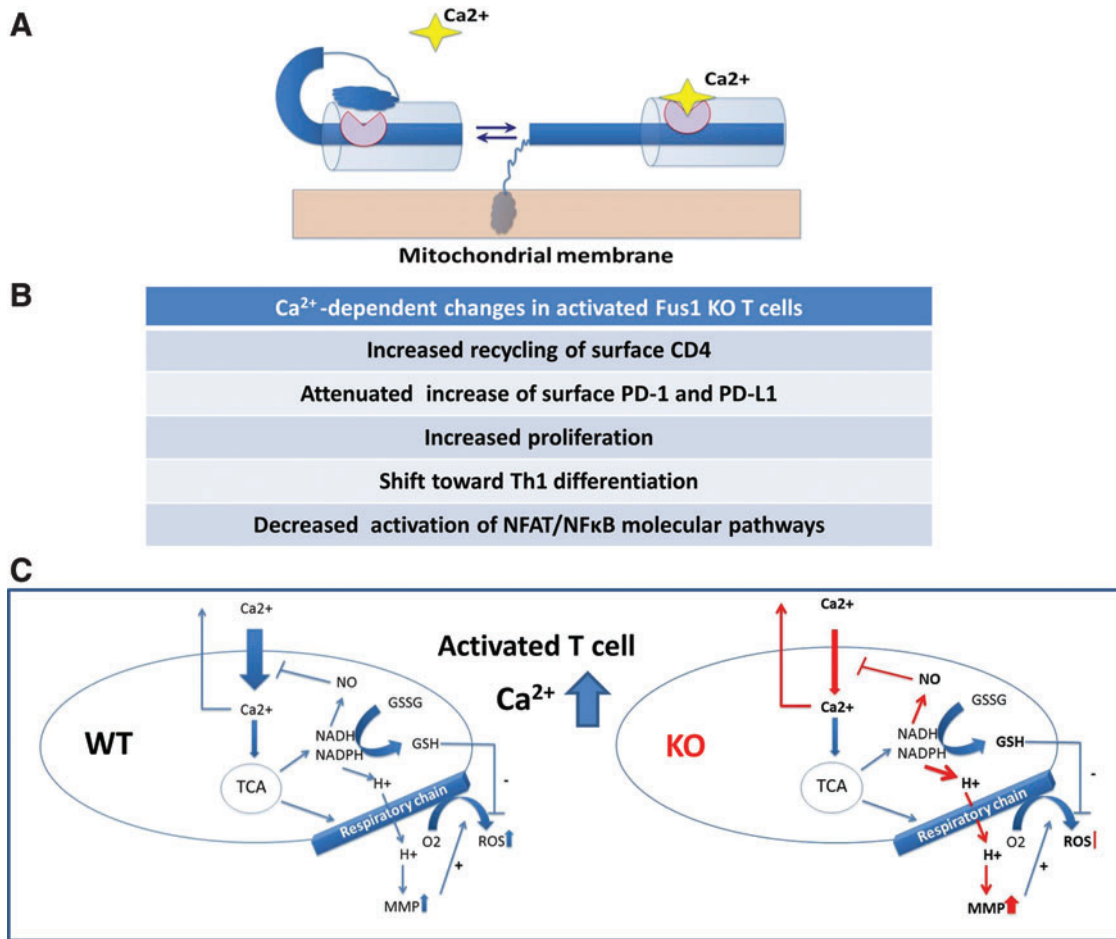 A
Ca2+
Ca2+
Mitochondrial membrane
B
Ca²⁺-dependent changes in activated Fus1 KO T cells
Increased recycling of surface CD4
Attenuated increase of surface PD-1 and PD-L1
Increased proliferation
Shift toward Th1 differentiation
Decreased activation of NFAT/NFκB molecular pathways
C
Ca2+
NO
GSSG
Ca2+
NADH
NADPH
GSH
WT
TCA
H+
-
Respiratory chain
O2
ROS
H+
+
MMP
Activated T cell
Ca²⁺
Ca2+
NO
GSSG
Ca2+
NADH
NADPH
GSH
KO
TCA
H+
-
Respiratory chain
O2
ROS
H+
+
MMP